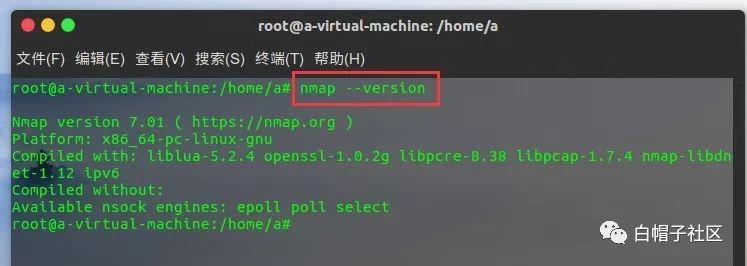 root@a-virtual-machine: /home/a
文件(F) 编辑(E) 查看(V) 搜索(S) 终端(T) 帮助(H)
root@a-virtual-machine:/home/a# nmap --version
Nmap version 7.01 ( https://nmap.org )
Platform: x86_64-pc-linux-gnu
Compiled with: liblua-5.2.4 openssl-1.0.2g libpcre-8.38 libpcap-1.7.4 nmap-libdn
et-1.12 ipv6
Compiled without:
Available nsock engines: epoll poll select
root@a-virtual-machine:/home/a#
白帽子社区